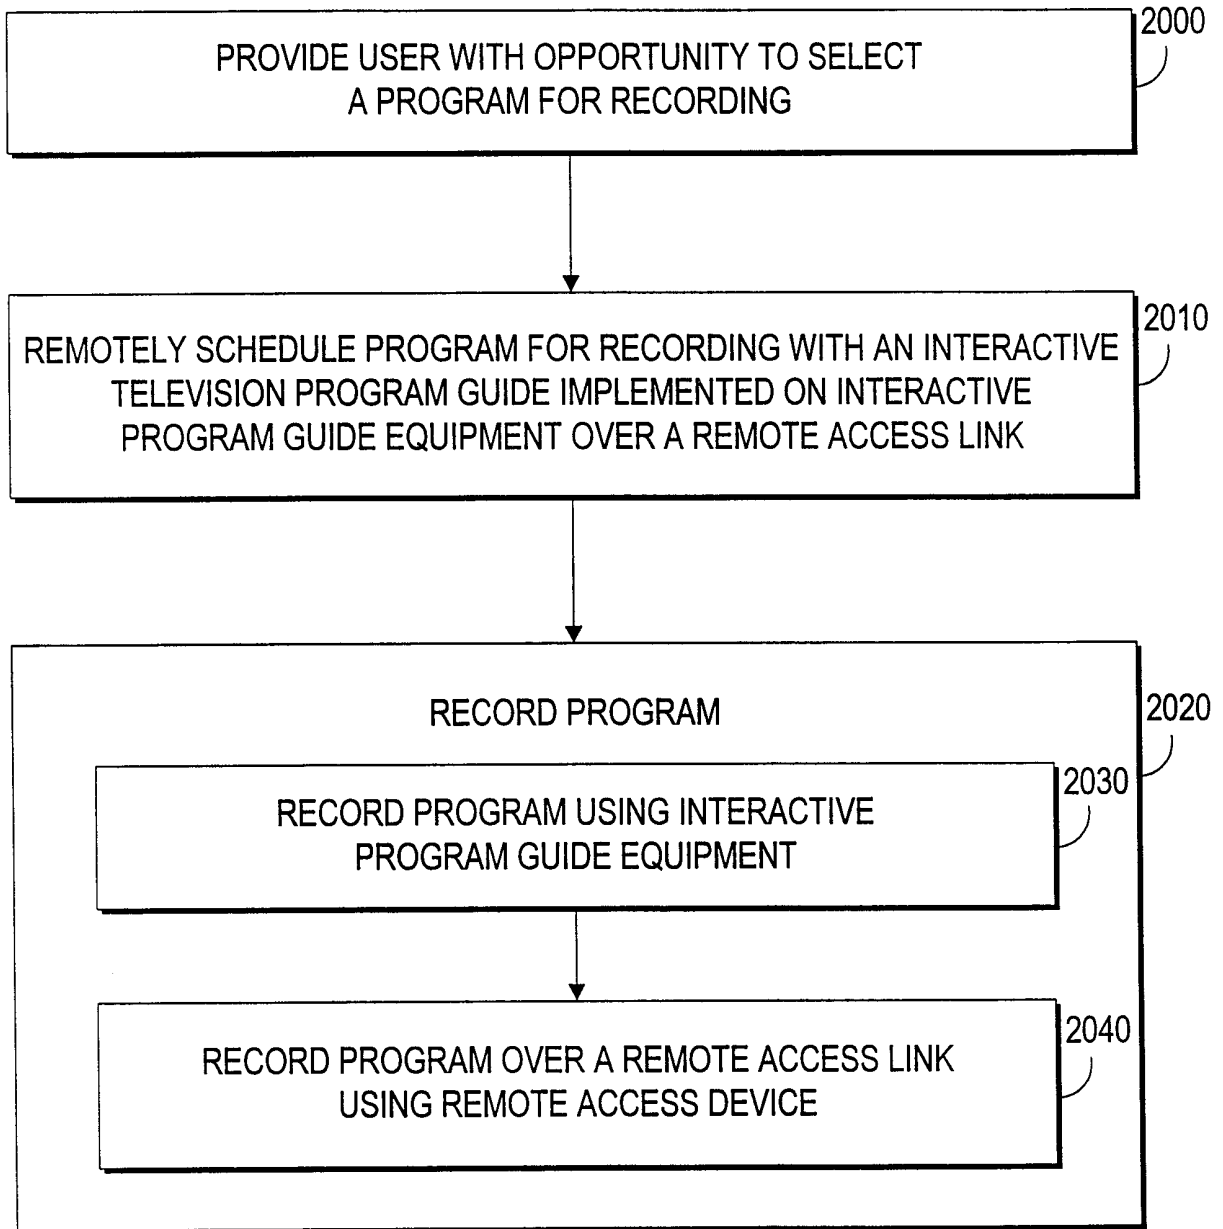 2000
PROVIDE USER WITH OPPORTUNITY TO SELECT
A PROGRAM FOR RECORDING
2010
REMOTELY SCHEDULE PROGRAM FOR RECORDING WITH AN INTERACTIVE
TELEVISION PROGRAM GUIDE IMPLEMENTED ON INTERACTIVE
PROGRAM GUIDE EQUIPMENT OVER A REMOTE ACCESS LINK
RECORD PROGRAM
2020
2030
RECORD PROGRAM USING INTERACTIVE
PROGRAM GUIDE EQUIPMENT
2040
RECORD PROGRAM OVER A REMOTE ACCESS LINK
USING REMOTE ACCESS DEVICE